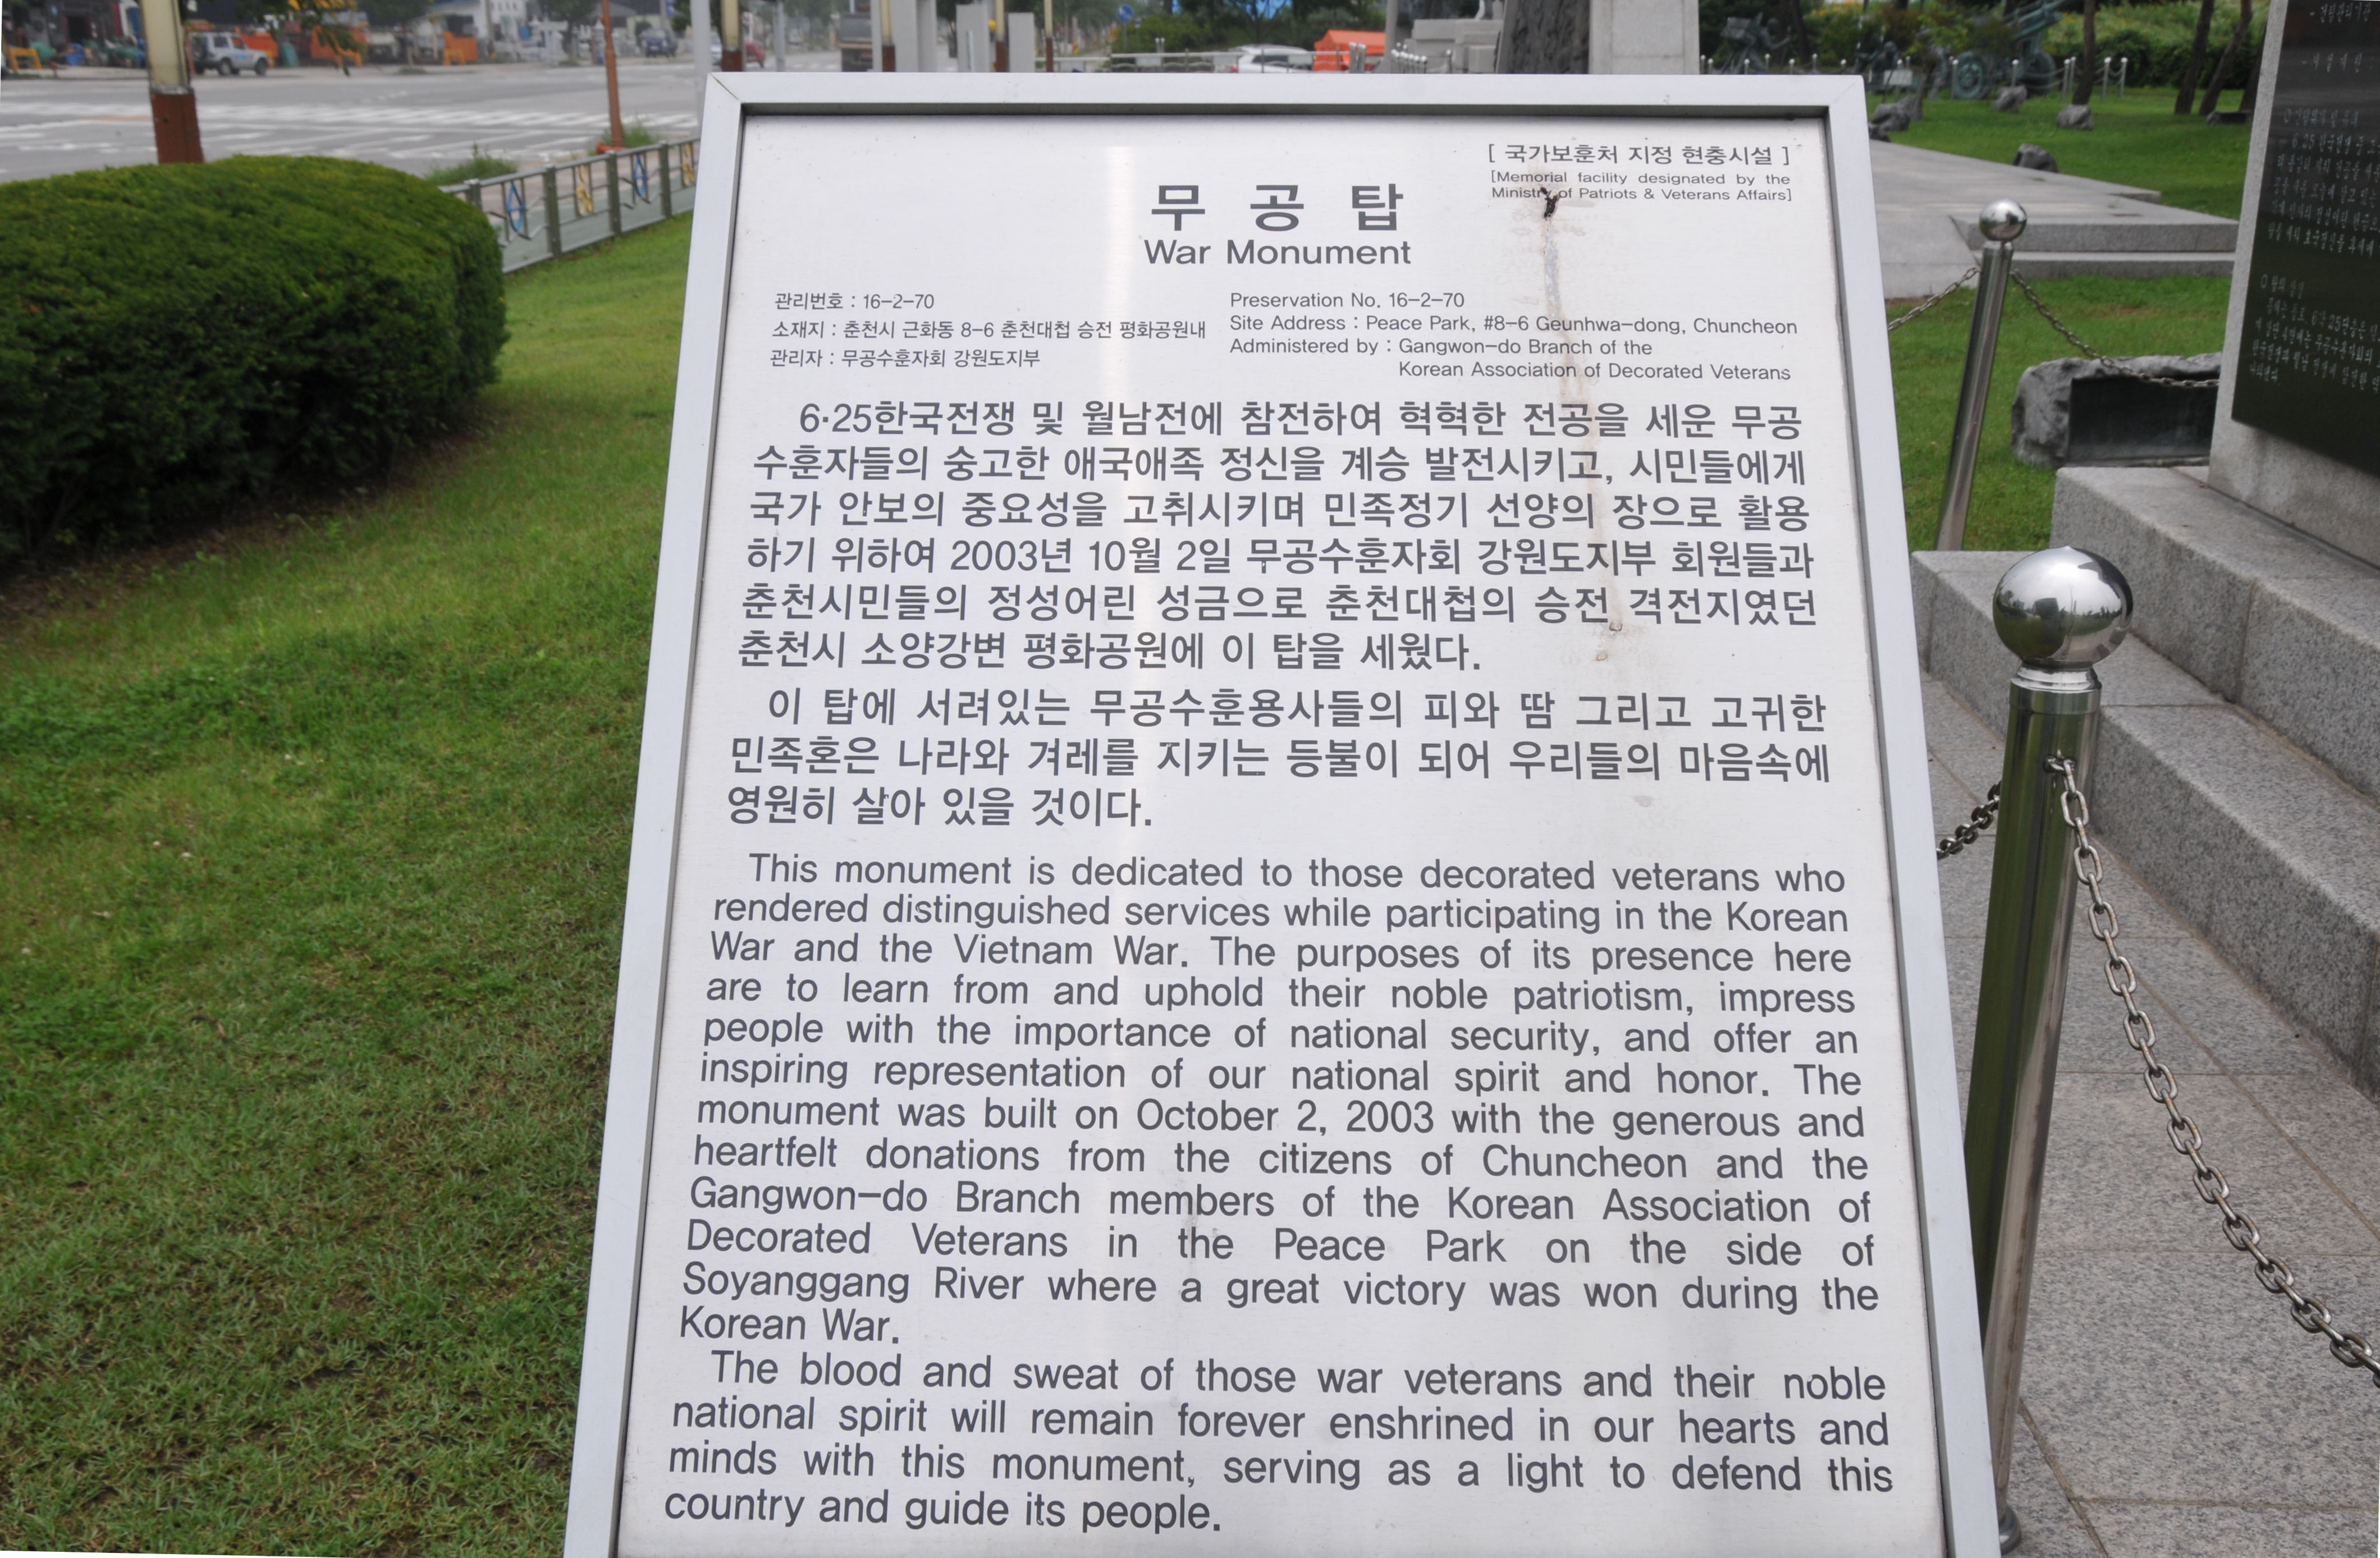 [ 국가보훈처 지정 현충시설 ]
[Memorial facility designated by the
Ministry of Patriots & Veterans Affairs]
무 공 탑
War Monument
관리번호 : 16-2-70
소재지 : 춘천시 근화동 8-6 춘천대첩 승전 평화공원내
관리자 : 무공수훈자회 강원도지부
Preservation No. 16-2-70
Site Address : Peace Park, #8-6 Geunhwa-dong, Chuncheon
Administered by : Gangwon-do Branch of the
Korean Association of Decorated Veterans
6·25한국전쟁 및 월남전에 참전하여 혁혁한 전공을 세운 무공
수훈자들의 숭고한 애국애족 정신을 계승 발전시키고, 시민들에게
국가 안보의 중요성을 고취시키며 민족정기 선양의 장으로 활용
하기 위하여 2003년 10월 2일 무공수훈자회 강원도지부 회원들과
춘천시민들의 정성어린 성금으로 춘천대첩의 승전 격전지였던
춘천시 소양강변 평화공원에 이 탑을 세웠다.
이 탑에 서려있는 무공수훈용사들의 피와 땀 그리고 고귀한
민족혼은 나라와 겨레를 지키는 등불이 되어 우리들의 마음속에
영원히 살아 있을 것이다.
This monument is dedicated to those decorated veterans who
rendered distinguished services while participating in the Korean
War and the Vietnam War. The purposes of its presence here
are to learn from and uphold their noble patriotism, impress
people with the importance of national security, and offer an
inspiring representation of our national spirit and honor. The
monument was built on October 2, 2003 with the generous and
heartfelt donations from the citizens of Chuncheon and the
Gangwon-do Branch members of the Korean Association of
Decorated Veterans in the Peace Park on the side of
Soyanggang River where a great victory was won during the
Korean War.
The blood and sweat of those war veterans and their noble
national spirit will remain forever enshrined in our hearts and
minds with this monument, serving as a light to defend this
country and guide its people.